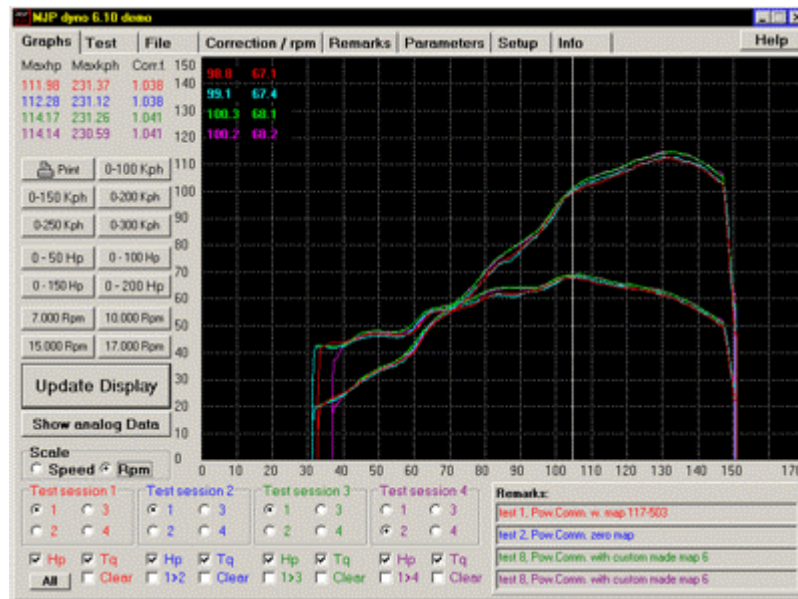 MJP dyno 6.10 demo
Graphs Test File Correction / rpm Remarks Parameters Setup Info Help
Maxhp Maxkph Corr.f
111.98 231.37 1.038
112.28 231.12 1.038
114.17 231.26 1.041
114.14 230.59 1.041
98.8 67.1
99.1 67.4
100.3 68.1
100.2 68.2
150
140
130
120
110
100
90
80
70
60
50
40
30
20
10
0
Print 0-100 Kph
0-150 Kph 0-200 Kph
0-250 Kph 0-300 Kph
0 - 50 Hp 0 - 100 Hp
0 - 150 Hp 0 - 200 Hp
7.000 Rpm 10.000 Rpm
15.000 Rpm 17.000 Rpm
Update Display
Show analog Data
Scale
Speed Rpm
0 10 20 30 40 50 60 70 80 90 100 110 120 130 140 150 170
Test session 1 Test session 2 Test session 3 Test session 4
1 3 1 3 1 3 1 3
2 4 2 4 2 4 2 4
Hp Tq Hp Tq Hp Tq Hp Tq
All Clear 1>2 Clear 1>3 Clear 1>4 Clear
Remarks:
test 1, Pow.Comm. w. map 117-503
test 2, Pow.Comm. zero map
test 8, Pow.Comm. with custom made map 6
test 8, Pow.Comm. with custom made map 6